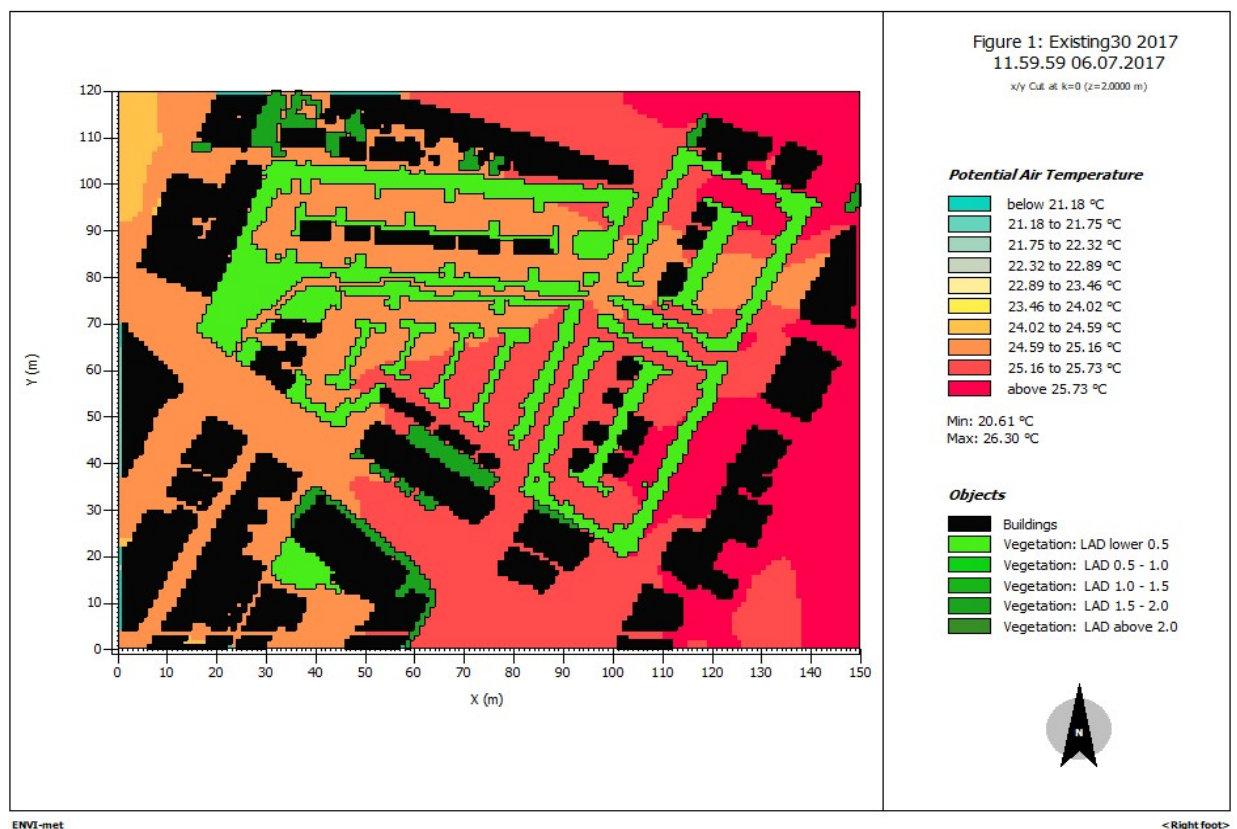 Figure 1: Existing30 2017
11.59.59 06.07.2017
x/y Cut at k=0 (z=2.0000 m)
120
110
100
90
80
70
60
50
40
30
20
10
0
Y (m)
0 10 20 30 40 50 60 70 80 90 100 110 120 130 140 150
X (m)
Potential Air Temperature
below 21.18 °C
21.18 to 21.75 °C
21.75 to 22.32 °C
22.32 to 22.89 °C
22.89 to 23.46 °C
23.46 to 24.02 °C
24.02 to 24.59 °C
24.59 to 25.16 °C
25.16 to 25.73 °C
above 25.73 °C
Min: 20.61 °C
Max: 26.30 °C
Objects
Buildings
Vegetation: LAD lower 0.5
Vegetation: LAD 0.5 - 1.0
Vegetation: LAD 1.0 - 1.5
Vegetation: LAD 1.5 - 2.0
Vegetation: LAD above 2.0
N
ENVI-met
<Right foot>